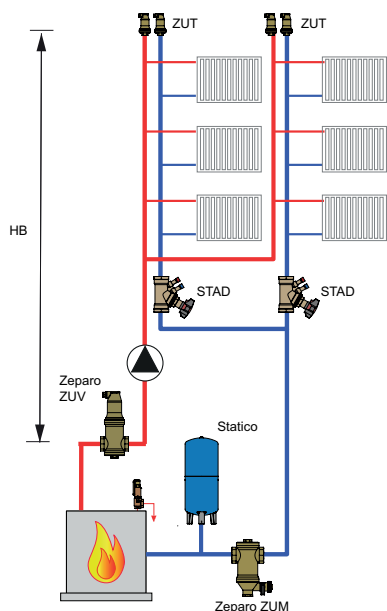 ZUT
ZUT
HB
STAD
STAD
Zeparo
ZUV
Statico
Zeparo ZUM